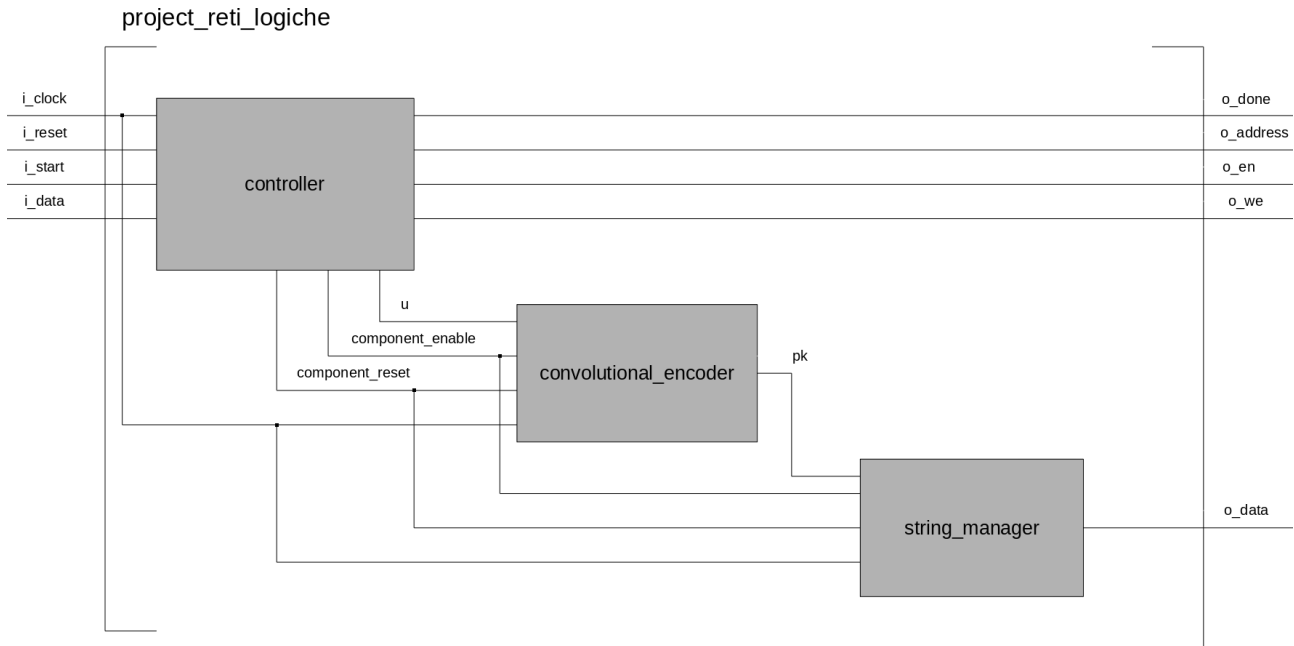 project_reti_logiche
i_clock
o_done
i_reset
o_address
i_start
o_en
controller
i_data
o_we
u
component_enable
pk
component_reset
convolutional_encoder
o_data
string_manager